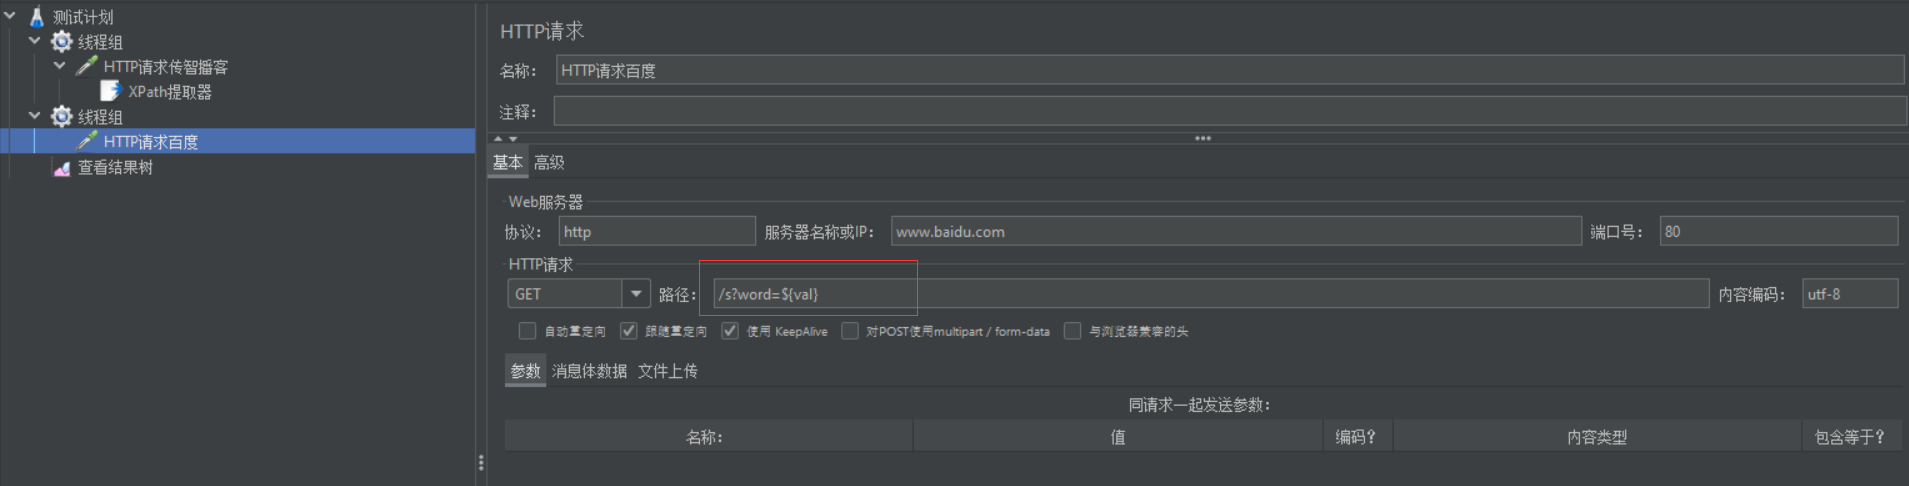 测试计划
线程组
HTTP请求传智播客
XPath提取器
线程组
HTTP请求百度
查看结果树
HTTP请求
名称： HTTP请求百度
注释：
基本 高级
Web服务器
协议： http 服务器名称或IP： www.baidu.com 端口号： 80
HTTP请求
GET 路径： /s?word=${val} 内容编码： utf-8
自动重定向 跟随重定向 使用 KeepAlive 对POST使用multipart / form-data 与浏览器兼容的头
参数 消息体数据 文件上传
同请求一起发送参数：
名称： 值 编码？ 内容类型 包含等于？